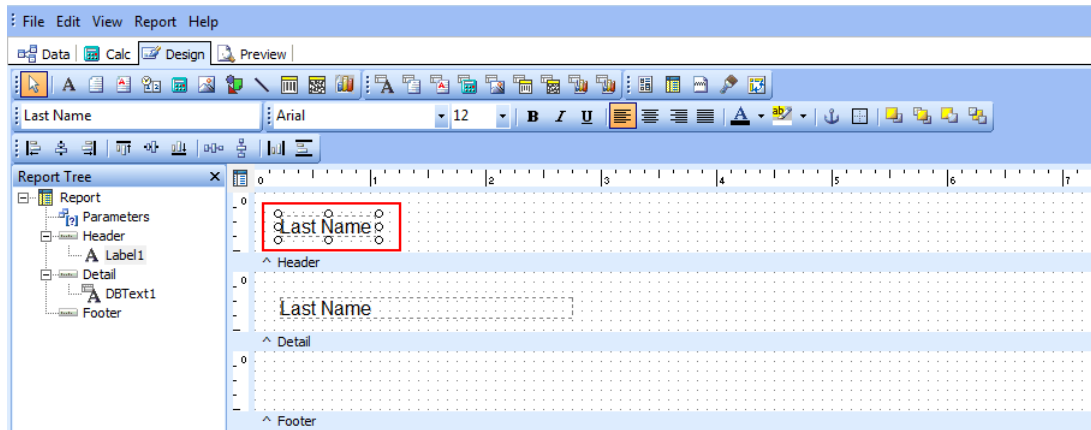 File Edit View Report Help
Data Calc Design Preview
Last Name Arial 12 B I U A ab
Report Tree x
Report
Parameters
Header
Label1
Detail
DBText1
Footer
0 1 2 3 4 5 6 7
0
Last Name
^ Header
0
Last Name
^ Detail
0
^ Footer